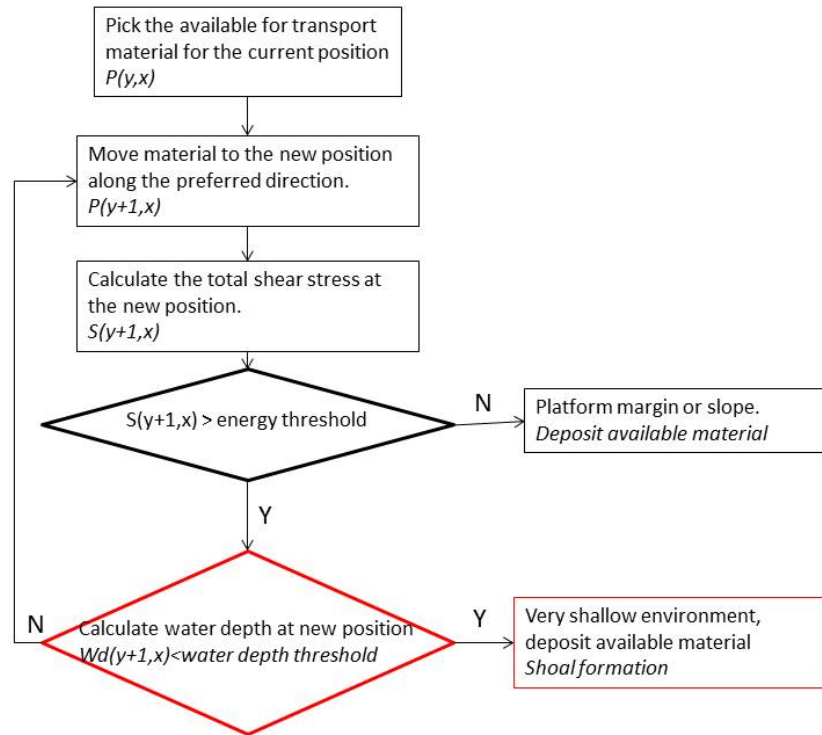 Pick the available for transport
material for the current position
P(y,x)
Move material to the new position
along the preferred direction.
P(y+1,x)
Calculate the total shear stress at
the new position.
S(y+1,x)
S(y+1,x) > energy threshold
N
Platform margin or slope.
Deposit available material
Y
N
Calculate water depth at new position
Wd(y+1,x)<water depth threshold
Y
Very shallow environment,
deposit available material
Shoal formation